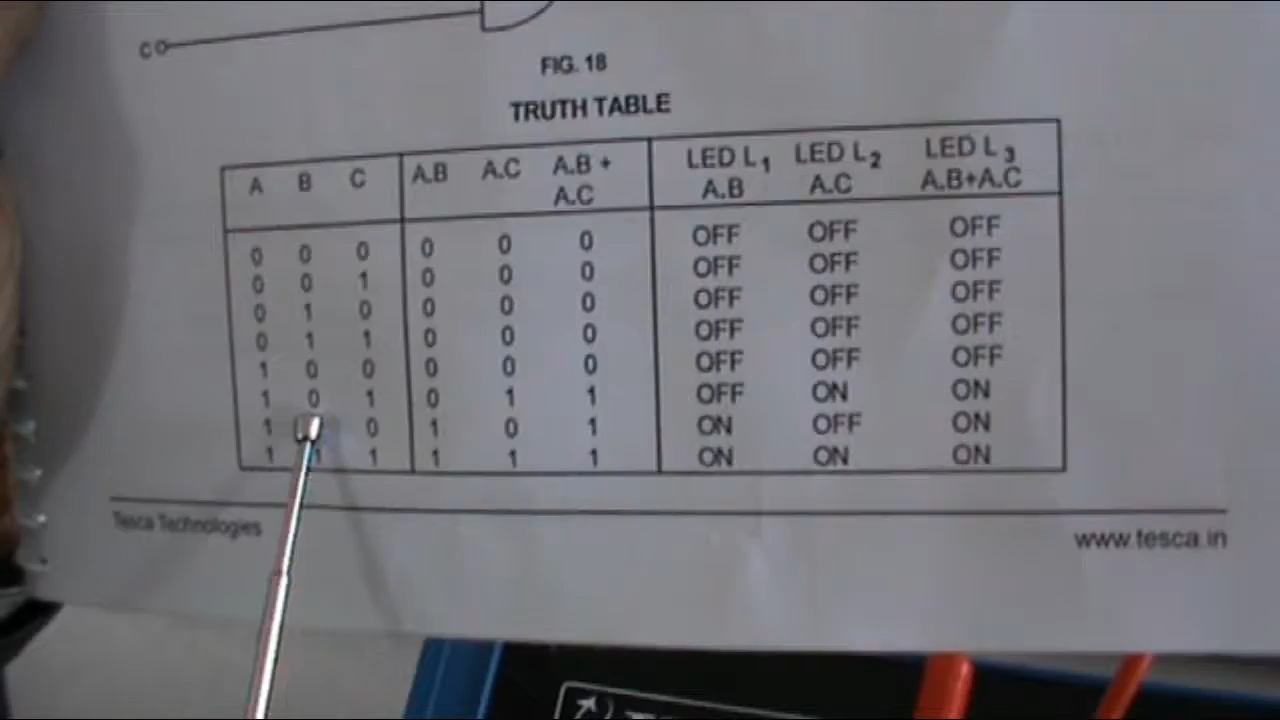 C
FIG. 18
TRUTH TABLE
A B C A.B A.C A.B + A.C LED L1 A.B LED L2 A.C LED L3 A.B+A.C
0 0 0 0 0 0 OFF OFF OFF
0 0 1 0 0 0 OFF OFF OFF
0 1 0 0 0 0 OFF OFF OFF
0 1 1 0 0 0 OFF OFF OFF
1 0 0 0 0 0 OFF OFF OFF
1 0 1 0 1 1 OFF ON ON
1 0 1 0 1 ON OFF ON
1 1 1 1 1 1 ON ON ON
Tesca Technologies
www.tesca.in